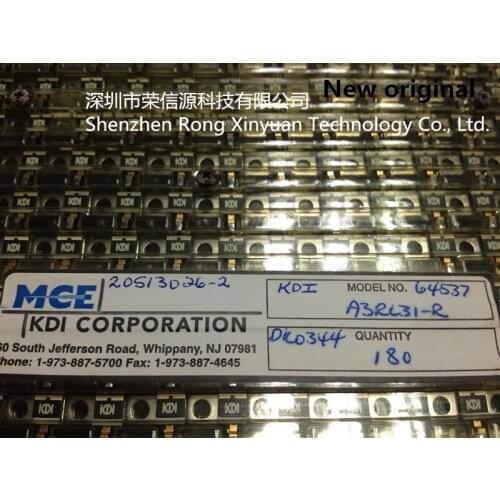 New original
深圳市荣信源科技有限公司
Shenzhen Rong Xinyuan Technology Co., Ltd.
MCE
KDI CORPORATION
60 South Jefferson Road, Whippany, NJ 07981
Phone: 1-973-887-5700 Fax: 1-973-887-4645
20513026-2
KDI
MODEL NO. 64537
A3RL31-R
DK0344
QUANTITY
180